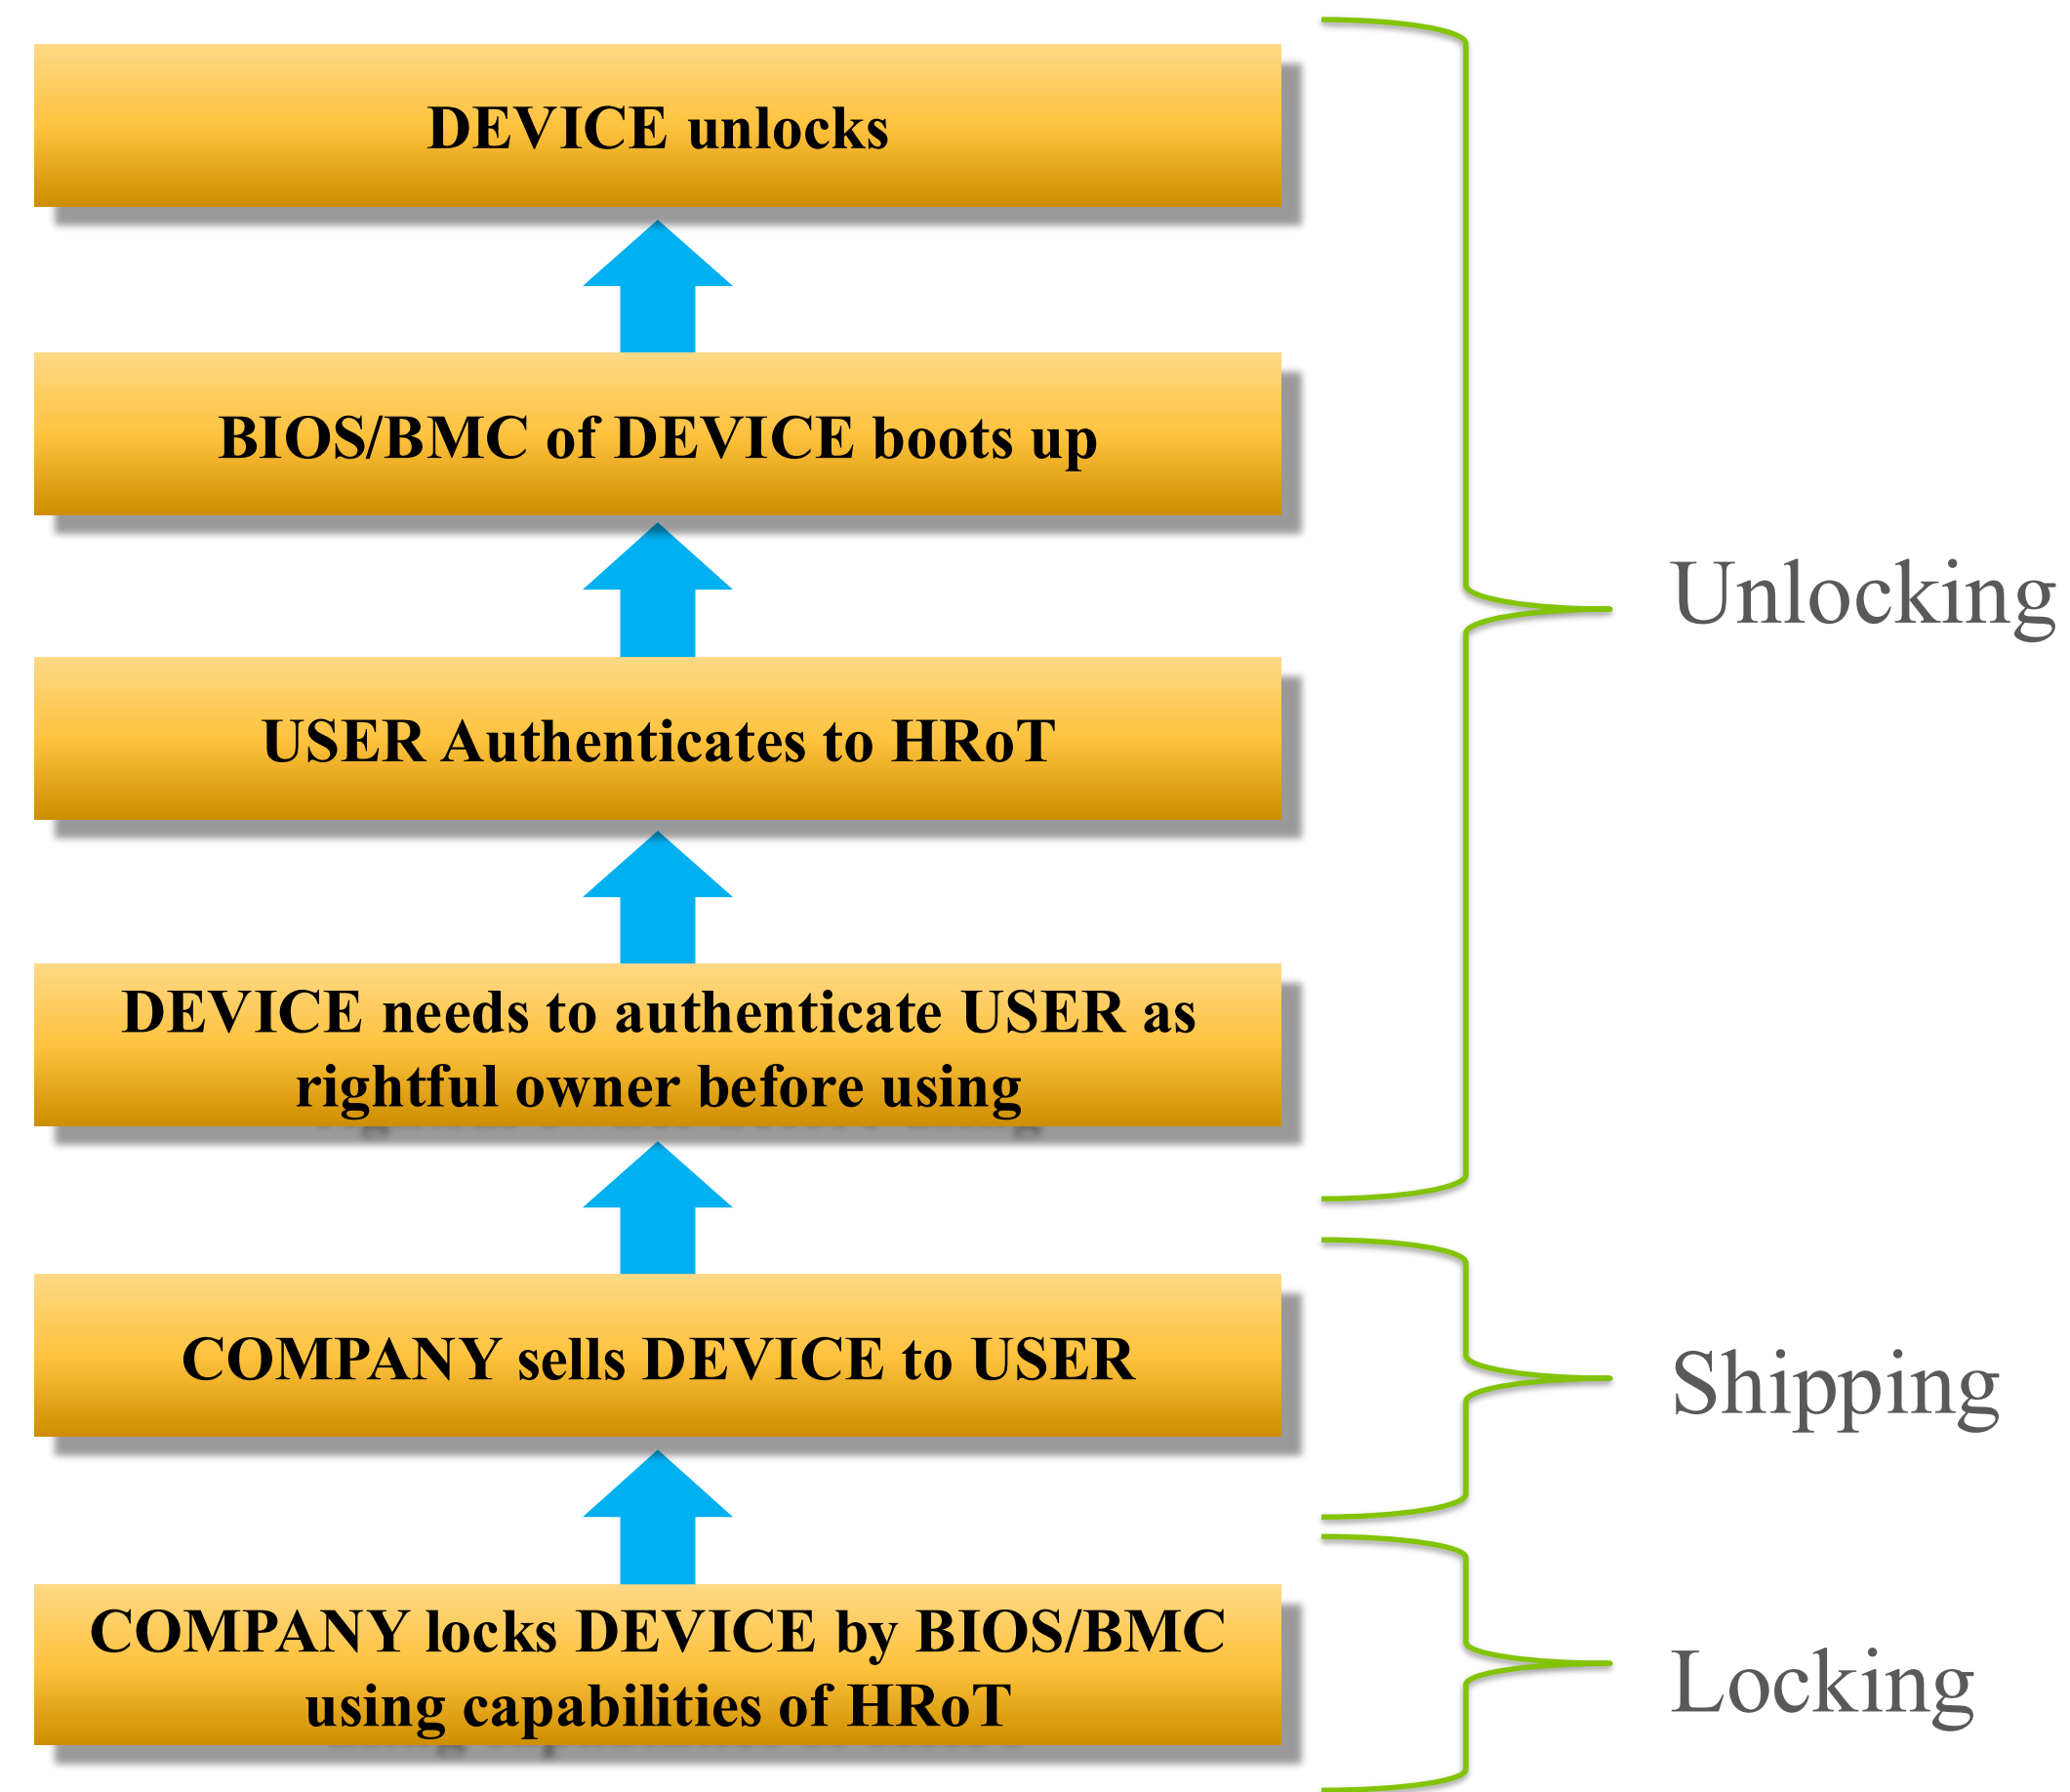 DEVICE unlocks
BIOS/BMC of DEVICE boots up
USER Authenticates to HRoT
DEVICE needs to authenticate USER as
rightful owner before using
COMPANY sells DEVICE to USER
COMPANY locks DEVICE by BIOS/BMC
using capabilities of HRoT
Unlocking
Shipping
Locking